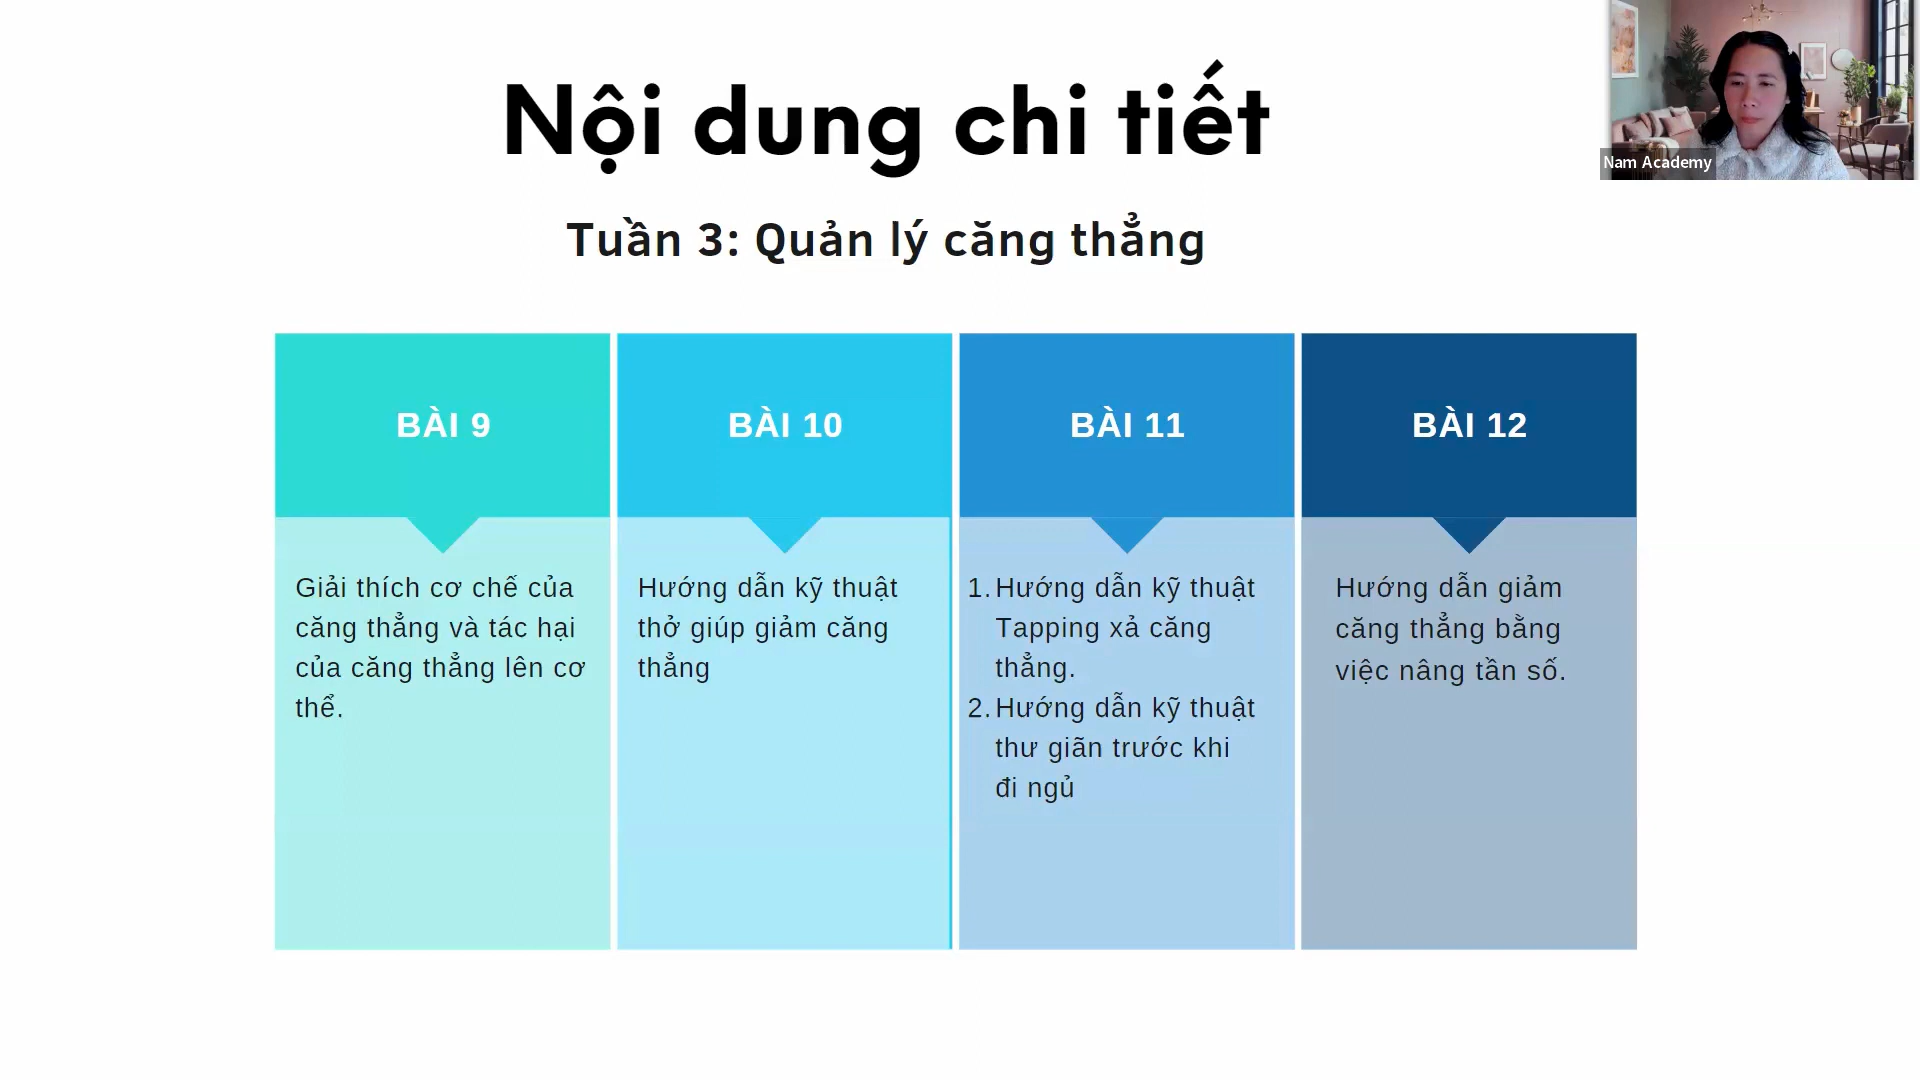 Nội dung chi tiết
Nam Academy
Tuần 3: Quản lý căng thẳng
BÀI 9
Giải thích cơ chế của
căng thẳng và tác hại
của căng thẳng lên cơ
thể.
BÀI 10
Hướng dẫn kỹ thuật
thở giúp giảm căng
thẳng
BÀI 11
1. Hướng dẫn kỹ thuật
Tapping xả căng
thẳng.
2. Hướng dẫn kỹ thuật
thư giãn trước khi
đi ngủ
BÀI 12
Hướng dẫn giảm
căng thẳng bằng
việc nâng tần số.